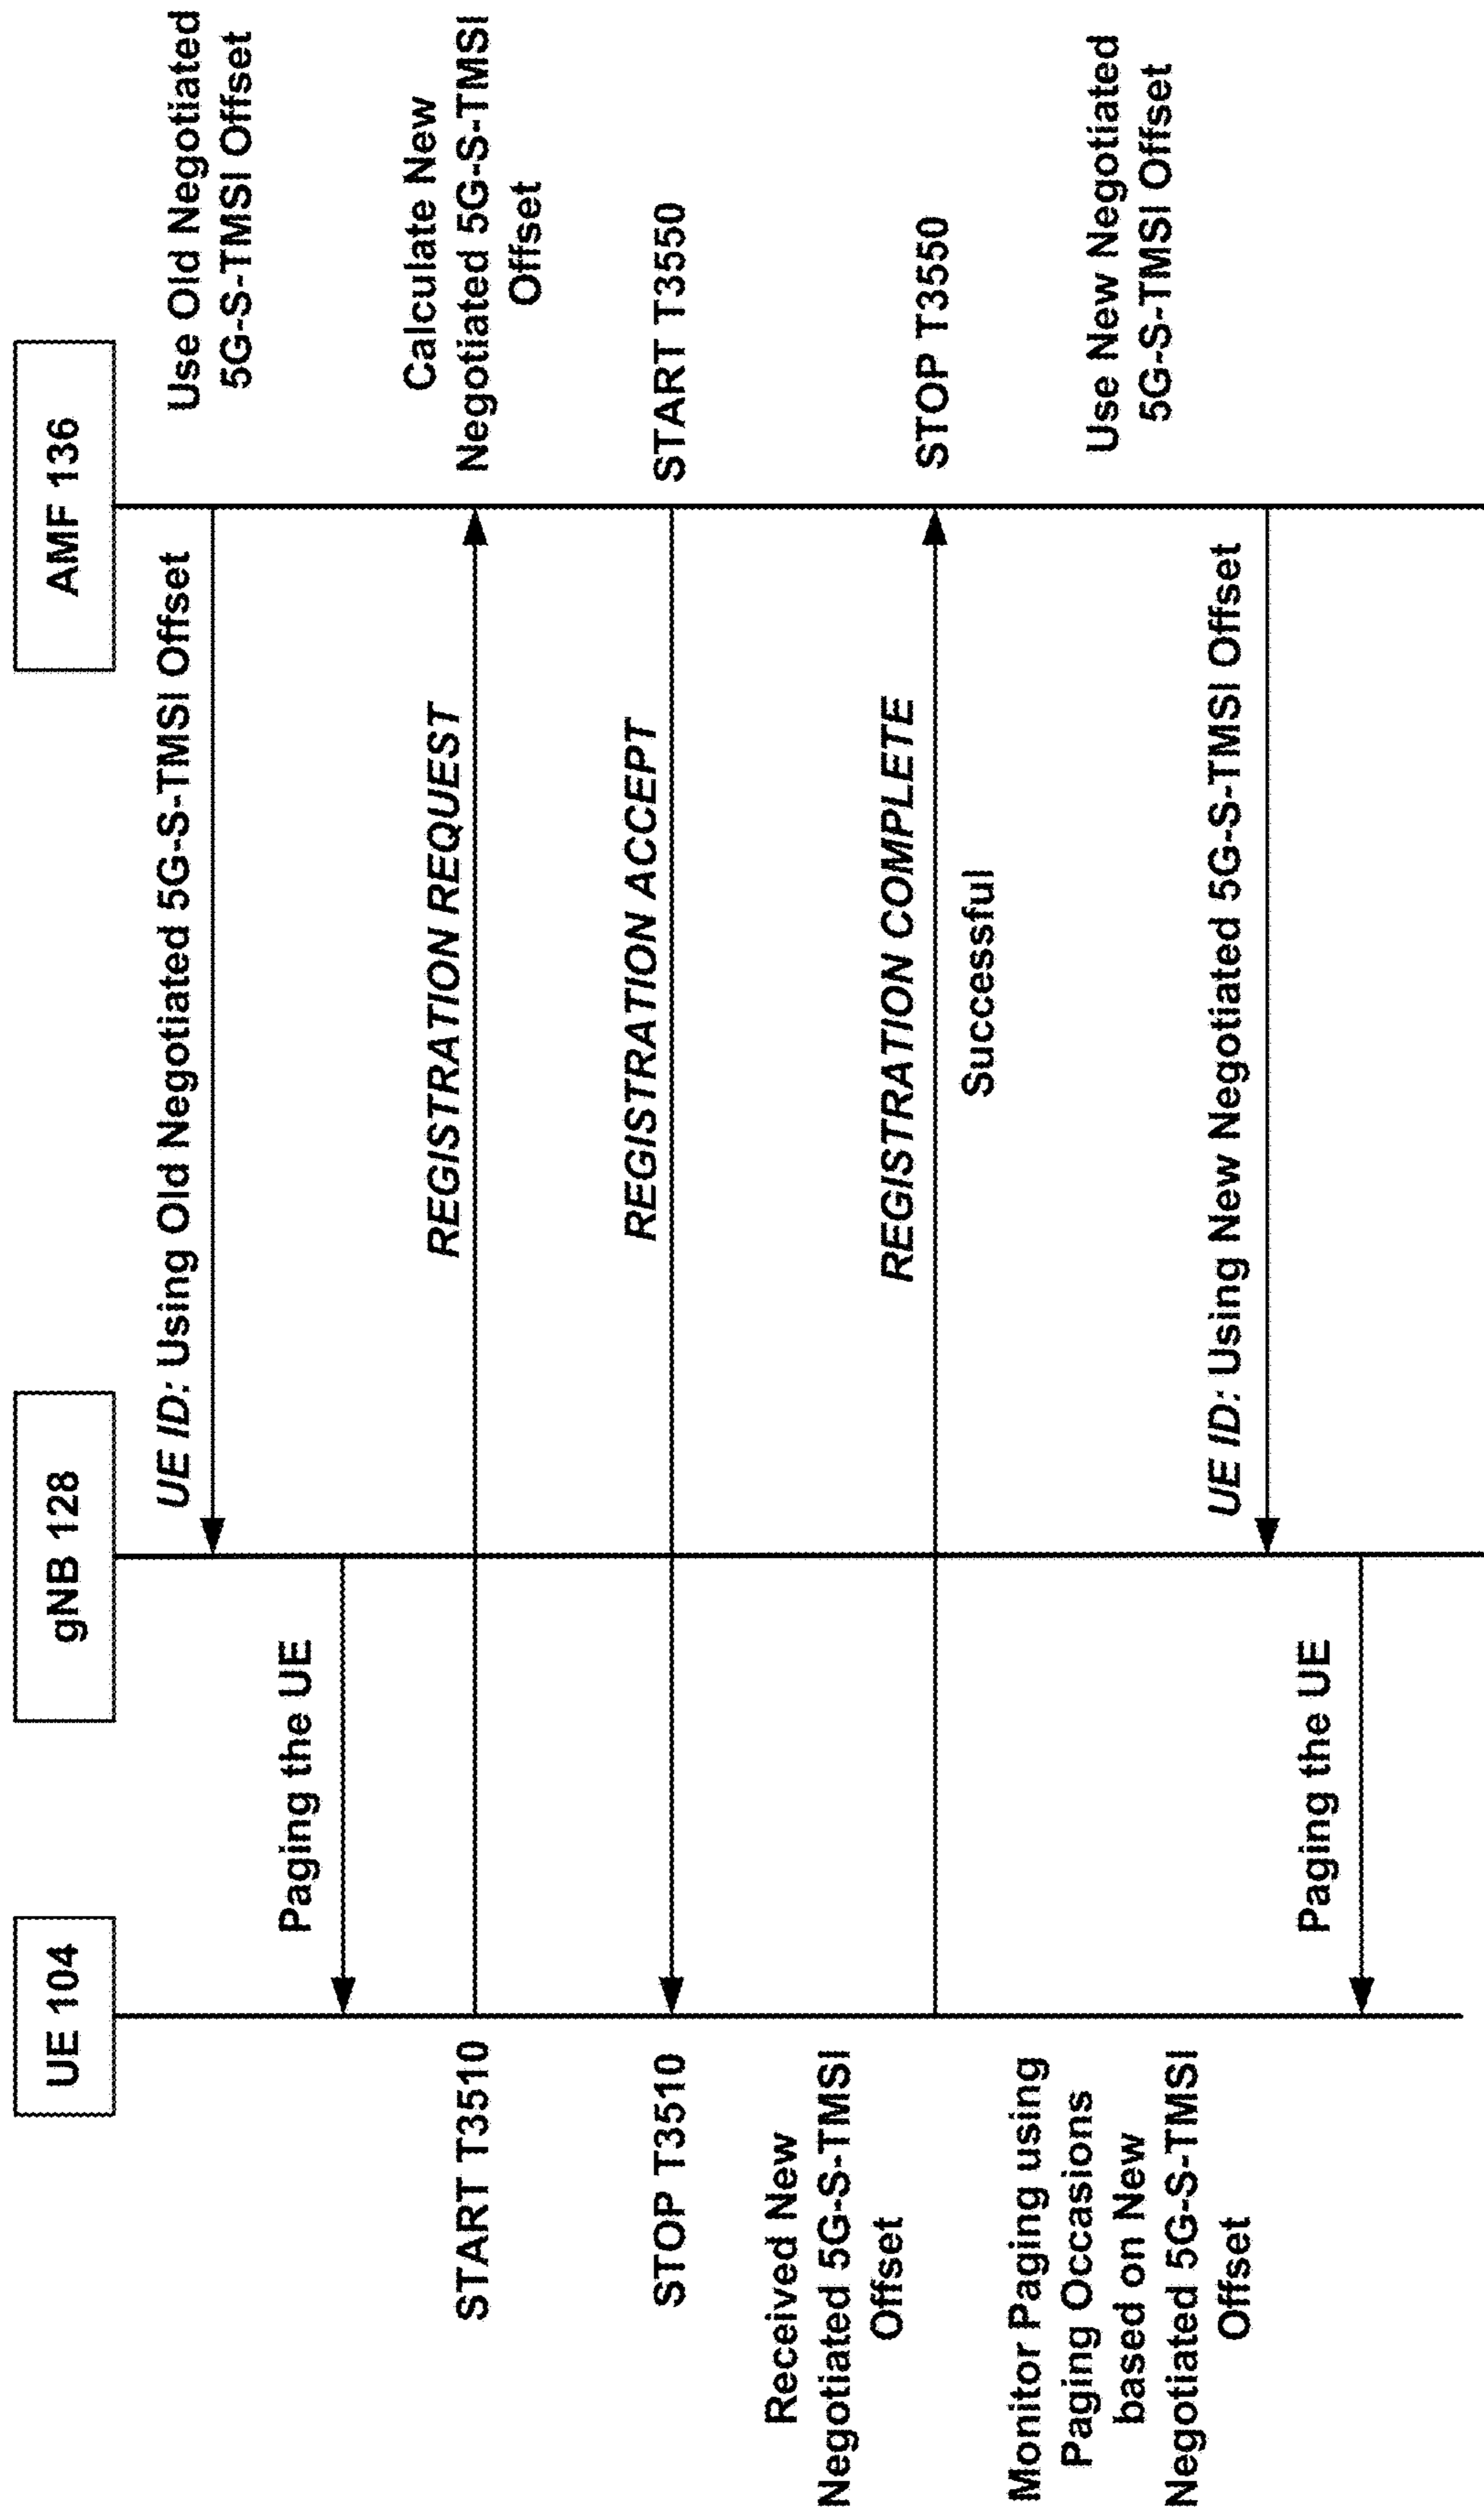 UE 104
gNB 128
AMF 136
UE ID: Using Old Negotiated 5G-S-TMSI Offset
Use Old Negotiated
5G-S-TMSI Offset
Paging the UE
START T3510
REGISTRATION REQUEST
Calculate New
Negotiated 5G-S-TMSI
Offset
STOP T3510
REGISTRATION ACCEPT
START T3550
Received New
Negotiated 5G-S-TMSI
Offset
REGISTRATION COMPLETE
Successful
STOP T3550
Monitor Paging using
Paging Occasions
based on New
Negotiated 5G-S-TMSI
Offset
UE ID: Using New Negotiated 5G-S-TMSI Offset
Use New Negotiated
5G-S-TMSI Offset
Paging the UE